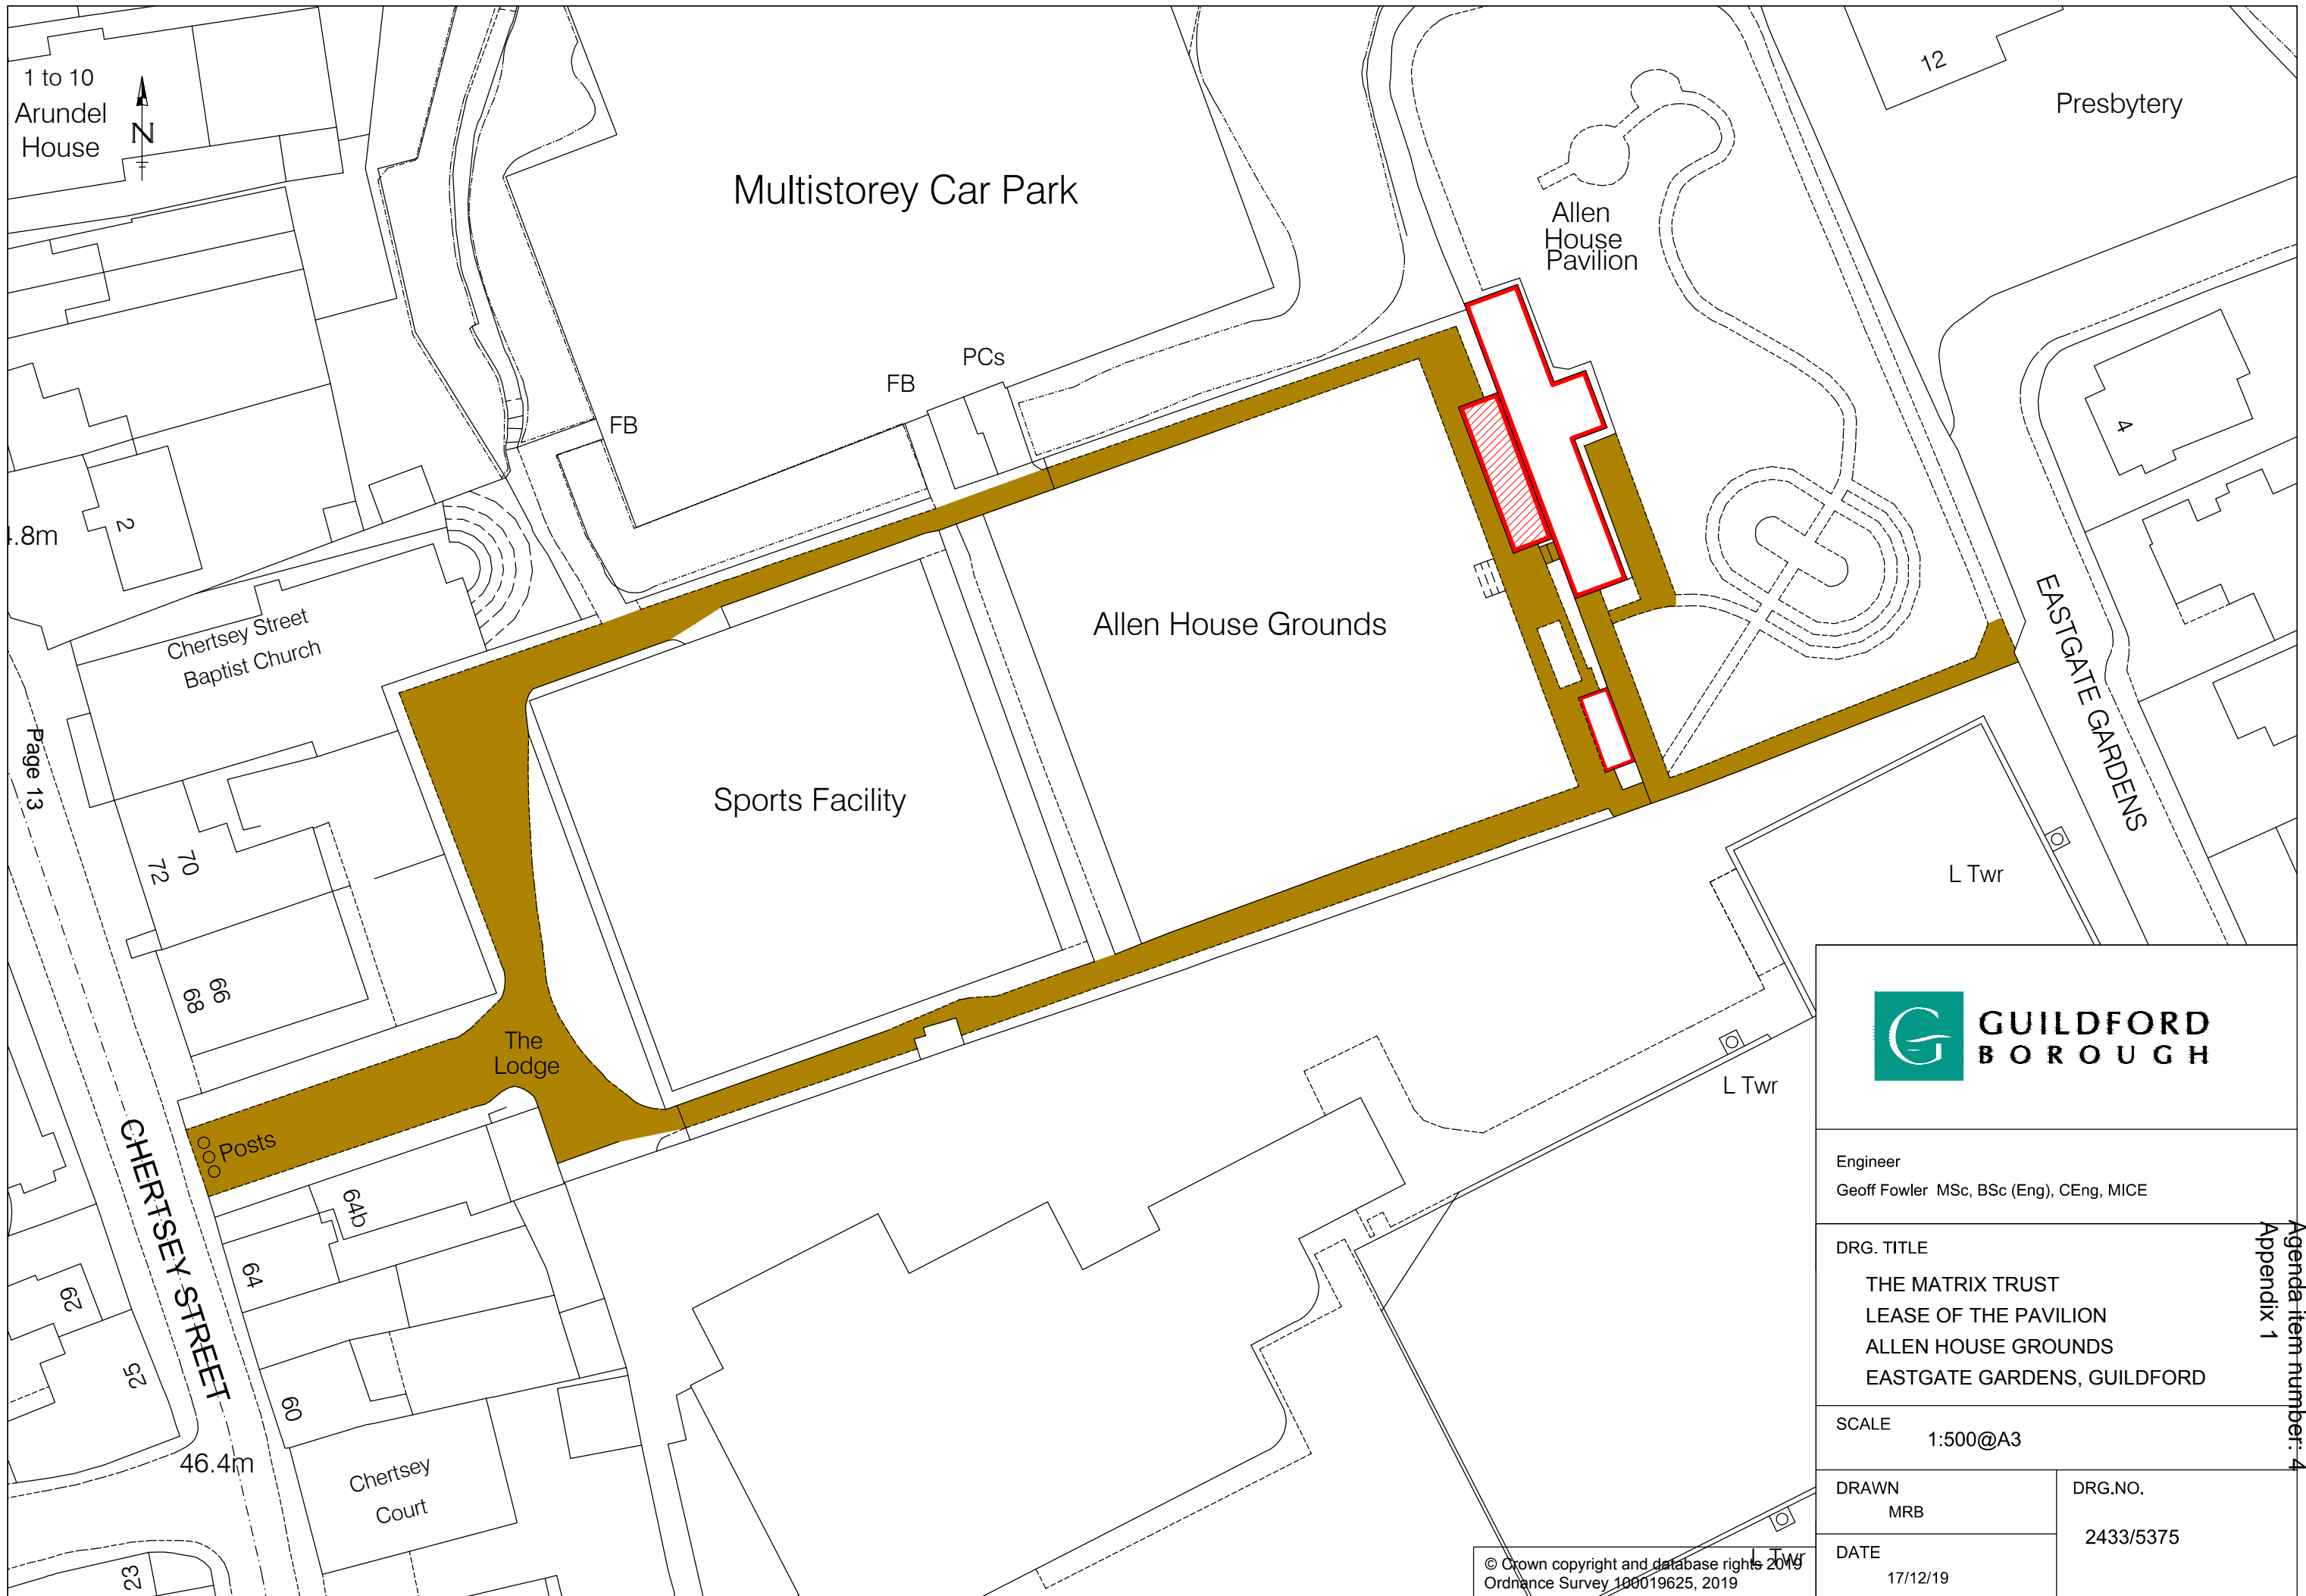 1 to 10
Arundel
House
N
Multistorey Car Park
12
Presbytery
Allen
House
Pavilion
PCs
FB
FB
4
2
Chertsey Street
Baptist Church
Allen House Grounds
EASTGATE GARDENS
Page 13
Sports Facility
70
72
L Twr
66
68
The
Lodge
L Twr
Posts
CHERTSEY STREET
64b
64
29
25
60
46.4m
Chertsey
Court
23
L Twr
GUILDFORD
BOROUGH
Engineer
Geoff Fowler MSc, BSc (Eng), CEng, MICE
DRG. TITLE
THE MATRIX TRUST
LEASE OF THE PAVILION
ALLEN HOUSE GROUNDS
EASTGATE GARDENS, GUILDFORD
SCALE
1:500@A3
DRAWN
MRB
DRG.NO.
2433/5375
DATE
17/12/19
© Crown copyright and database rights 2019
Ordnance Survey 100019625, 2019
Agenda item number: 4
Appendix 1